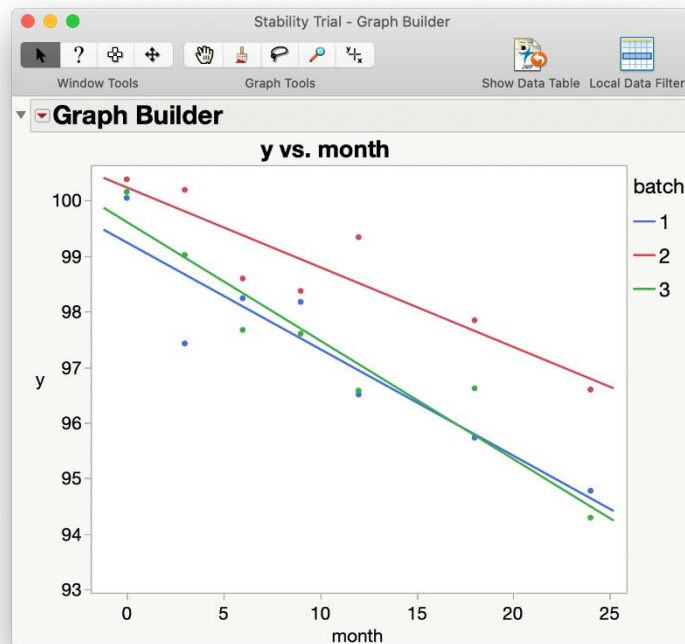 Stability Trial - Graph Builder
Window Tools
Graph Tools
Show Data Table
Local Data Filter
Graph Builder
y vs. month
100
99
98
97
96
95
94
93
y
0
5
10
15
20
25
month
batch
1
2
3